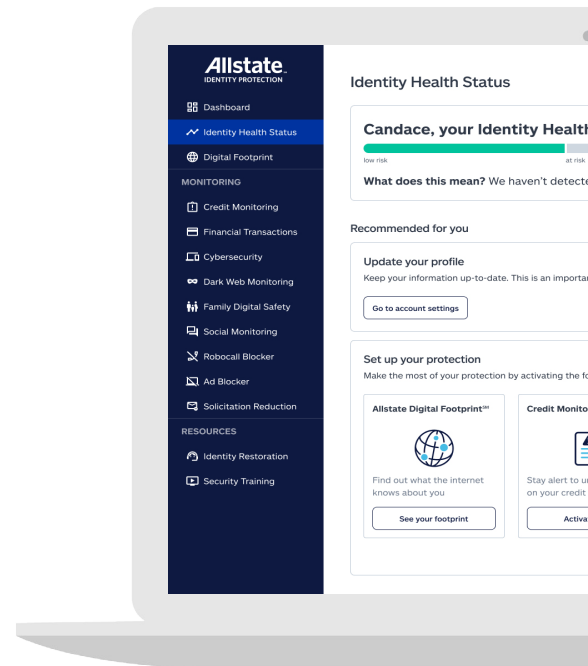 Allstate
IDENTITY PROTECTION
Dashboard
Identity Health Status
Digital Footprint
MONITORING
Credit Monitoring
Financial Transactions
Cybersecurity
Dark Web Monitoring
Family Digital Safety
Social Monitoring
Robocall Blocker
Ad Blocker
Solicitation Reduction
RESOURCES
Identity Restoration
Security Training
Identity Health Status
Candace, your Identity Health
low risk at risk
What does this mean? We haven't detecte
Recommended for you
Update your profile
Keep your information up-to-date. This is an importan
Go to account settings
Set up your protection
Make the most of your protection by activating the fo
Allstate Digital Footprint℠
Find out what the internet
knows about you
See your footprint
Credit Monito
Stay alert to un
on your credit
Activa